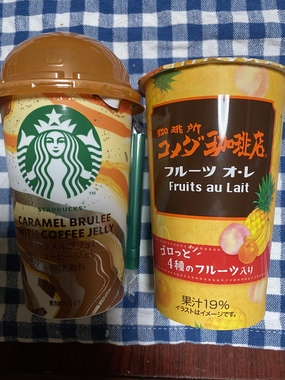 STARBUCKS
CARAMEL BRULEE
WITH COFFEE JELLY
珈琲所
コメダ珈琲店
フルーツ オ・レ
Fruits au Lait
ゴロっと
4種のフルーツ入り
果汁19%
イラストはイメージです。